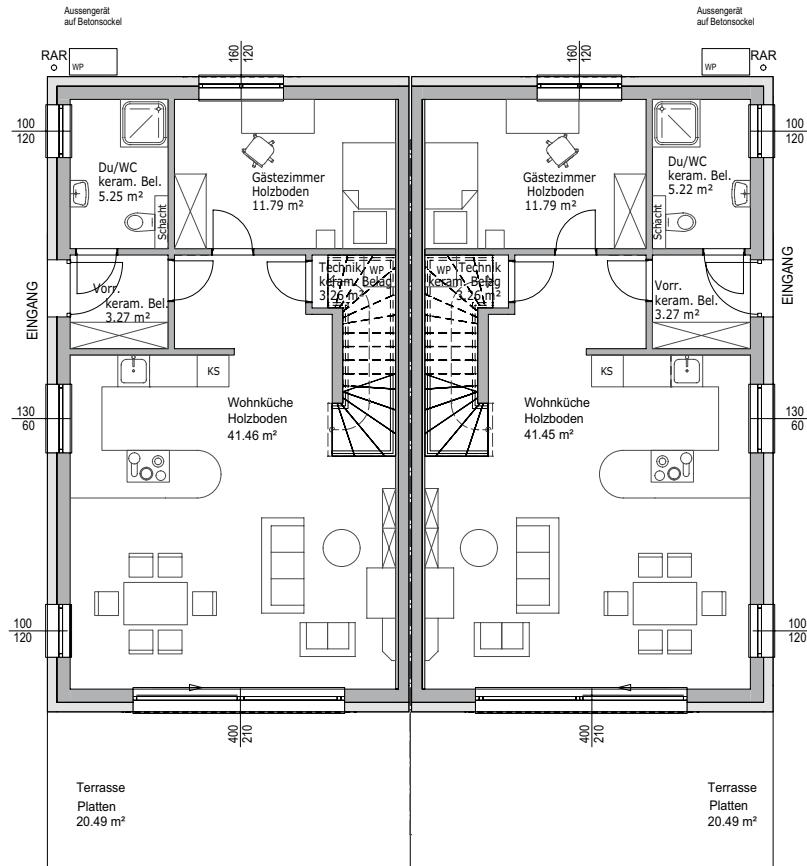 Aussengerät
auf Betonsockel
Aussengerät
auf Betonsockel
RAR
WP
160
120
160
120
WP
RAR
100
120
100
120
Du/WC
keram. Bel.
5.25 m²
Schacht
Gästezimmer
Holzboden
11.79 m²
Gästezimmer
Holzboden
11.79 m²
Du/WC
keram. Bel.
5.22 m²
Schacht
EINGANG
Vorr.
keram. Bel.
3.27 m²
Technik
keram. Belag
3.26 m²
WP
WP
Technik
keram. Belag
3.26 m²
Vorr.
keram. Bel.
3.27 m²
EINGANG
KS
KS
130
60
Wohnküche
Holzboden
41.46 m²
Wohnküche
Holzboden
41.45 m²
130
60
100
120
100
120
400
210
400
210
Terrasse
Platten
20.49 m²
Terrasse
Platten
20.49 m²